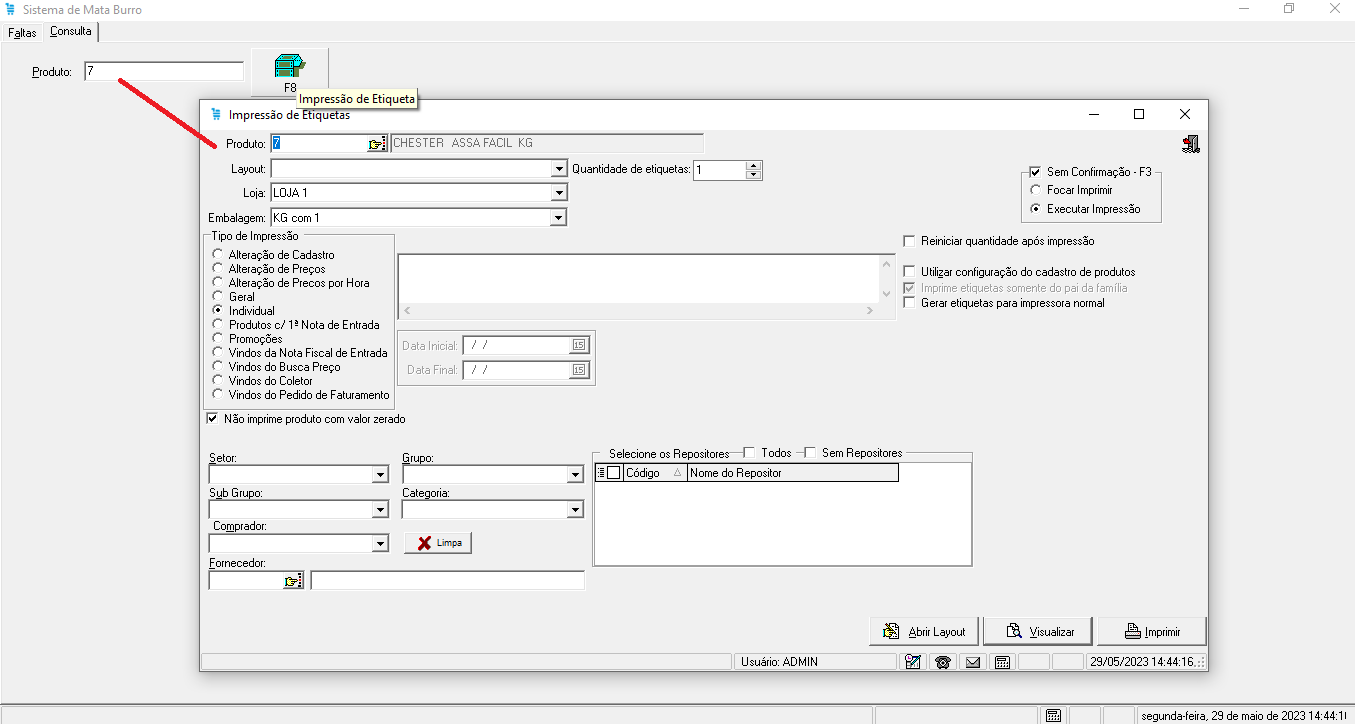 Sistema de Mata Burro
Faltas Consulta
Produto: 7
F8
Impressão de Etiqueta
Impressão de Etiquetas
Produto: 7 CHESTER ASSA FACIL KG
Layout: Quantidade de etiquetas: 1
Sem Confirmação - F3
Loja: LOJA 1
Focar Imprimir
Embalagem: KG com 1
Executar Impressão
Tipo de Impressão
Reiniciar quantidade após impressão
Alteração de Cadastro
Alteração de Preços
Utilizar configuração do cadastro de produtos
Alteração de Precos por Hora
Imprime etiquetas somente do pai da família
Geral
Gerar etiquetas para impressora normal
Individual
Produtos c/ 1ª Nota de Entrada
Promoções
Data Inicial: / / 15
Vindos da Nota Fiscal de Entrada
Vindos do Busca Preço
Data Final: / / 15
Vindos do Coletor
Vindos do Pedido de Faturamento
Não imprime produto com valor zerado
Setor: Grupo:
Selecione os Repositores Todos Sem Repositores
Código Nome do Repositor
Sub Grupo: Categoria:
Comprador:
Limpa
Fornecedor:
Abrir Layout Visualizar Imprimir
Usuário: ADMIN 29/05/2023 14:44:16
segunda-feira, 29 de maio de 2023 14:44:1